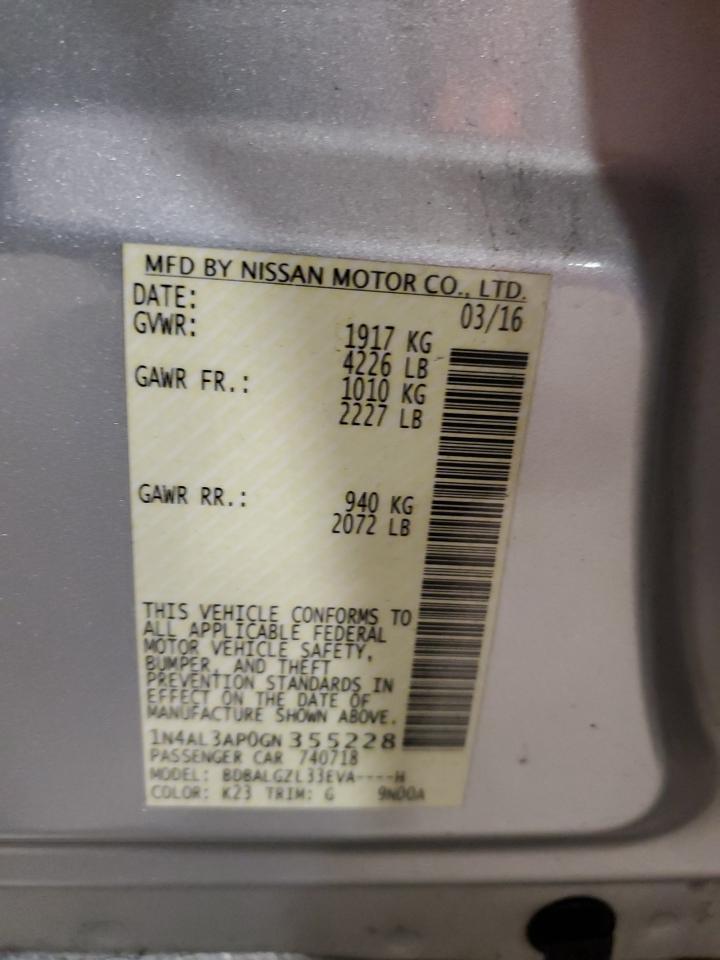 MFD BY NISSAN MOTOR CO., LTD.
DATE: 03/16
GVWR: 1917 KG
4226 LB
GAWR FR.: 1010 KG
2227 LB
GAWR RR.: 940 KG
2072 LB
THIS VEHICLE CONFORMS TO
ALL APPLICABLE FEDERAL
MOTOR VEHICLE SAFETY,
BUMPER, AND THEFT
PREVENTION STANDARDS IN
EFFECT ON THE DATE OF
MANUFACTURE SHOWN ABOVE.
1N4AL3AP0GN355228
PASSENGER CAR 740718
MODEL: BDBALGZL33EVA----H
COLOR: K23 TRIM: G 9N00A